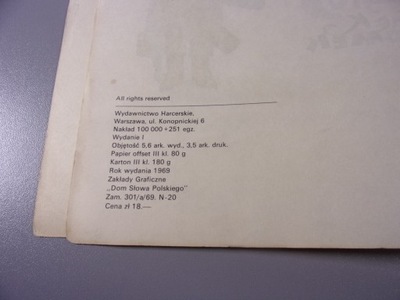 All rights reserved
Wydawnictwo Harcerskie,
Warszawa, ul. Konopnickiej 6
Nakład 100 000 + 251 egz.
Wydanie I
Objętość 5,6 ark. wyd., 3,5 ark. druk.
Papier offset III kl. 80 g
Karton III kl. 180 g
Rok wydania 1969
Zakłady Graficzne
„Dom Słowa Polskiego"
Zam. 301/a/69. N-20
Cena zł 18.—